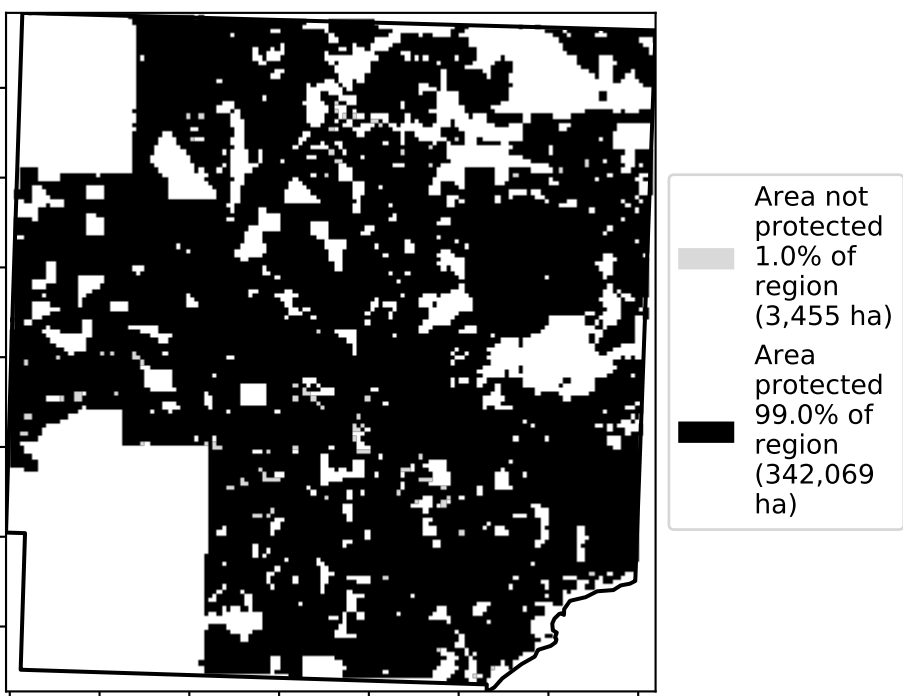 Area not
protected
1.0% of
region
(3,455 ha)
Area
protected
99.0% of
region
(342,069
ha)